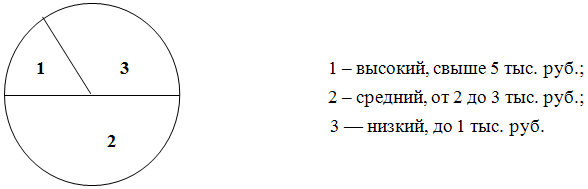 1
3
2
1 – высокий, свыше 5 тыс. руб.;
2 – средний, от 2 до 3 тыс. руб.;
3 — низкий, до 1 тыс. руб.